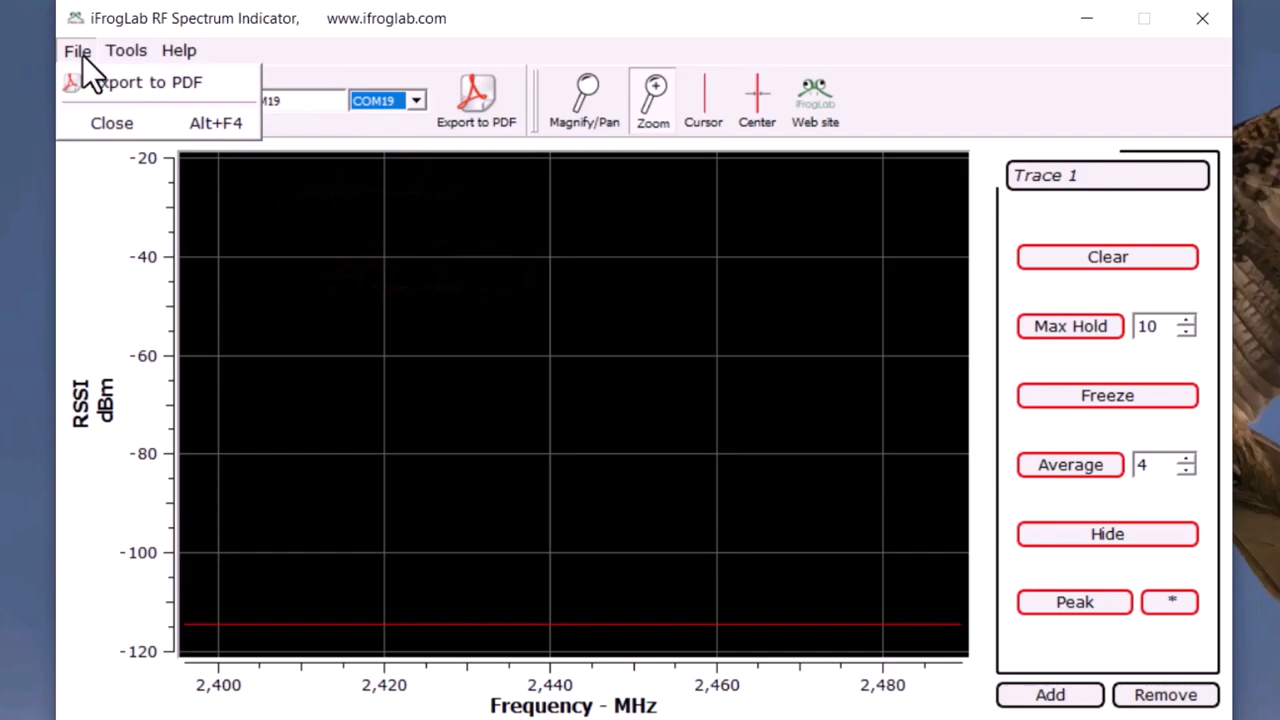 iFrogLab RF Spectrum Indicator, www.ifroglab.com
File Tools Help
Export to PDF
Close Alt+F4
M19
COM19
Export to PDF
Magnify/Pan
Zoom
Cursor
Center
iFrogLab
Web site
-20
-40
-60
-80
-100
-120
RSSI
dBm
2,400 2,420 2,440 2,460 2,480
Frequency - MHz
Trace 1
Clear
Max Hold 10
Freeze
Average 4
Hide
Peak *
Add Remove